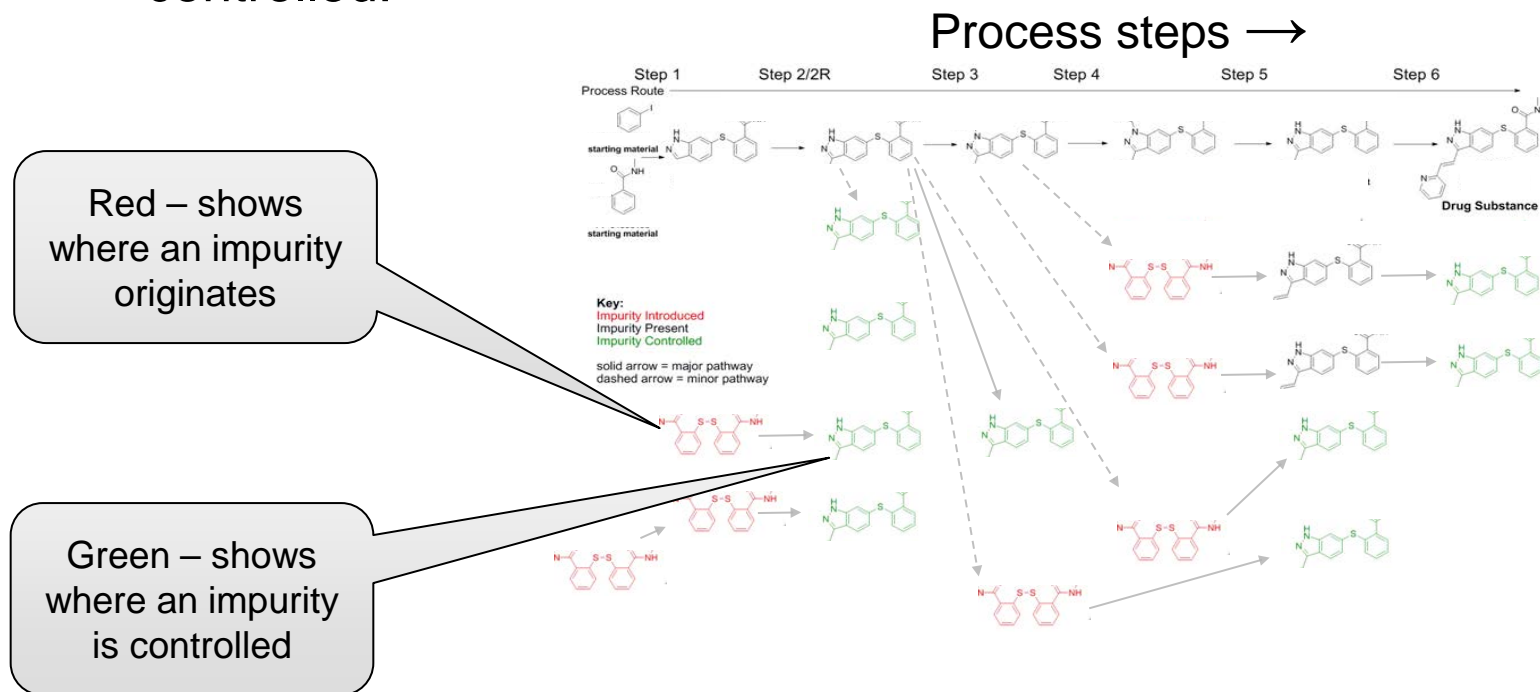 controlled.
Process steps →
Step 1 Step 2/2R Step 3 Step 4 Step 5 Step 6
Process Route
starting material
starting material
Drug Substance
Red – shows
where an impurity
originates
Key:
Impurity Introduced
Impurity Present
Impurity Controlled
solid arrow = major pathway
dashed arrow = minor pathway
Green – shows
where an impurity
is controlled